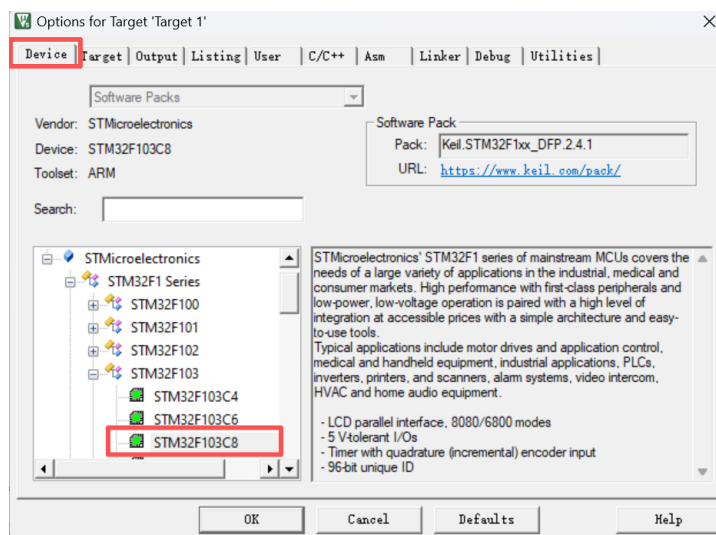 Options for Target 'Target 1'
Device Target Output Listing User C/C++ Asm Linker Debug Utilities
Software Packs
Vendor: STMicroelectronics
Device: STM32F103C8
Toolset: ARM
Search:
Software Pack
Pack: Keil.STM32F1xx_DFP.2.4.1
URL: https://www.keil.com/pack/
STMicroelectronics
STM32F1 Series
STM32F100
STM32F101
STM32F102
STM32F103
STM32F103C4
STM32F103C6
STM32F103C8
STMicroelectronics' STM32F1 series of mainstream MCUs covers the
needs of a large variety of applications in the industrial, medical and
consumer markets. High performance with first-class peripherals and
low-power, low-voltage operation is paired with a high level of
integration at accessible prices with a simple architecture and easy-
to-use tools.
Typical applications include motor drives and application control,
medical and handheld equipment, industrial applications, PLCs,
inverters, printers, and scanners, alarm systems, video intercom,
HVAC and home audio equipment.
- LCD parallel interface, 8080/6800 modes
- 5 V-tolerant I/Os
- Timer with quadrature (incremental) encoder input
- 96-bit unique ID
OK Cancel Defaults Help